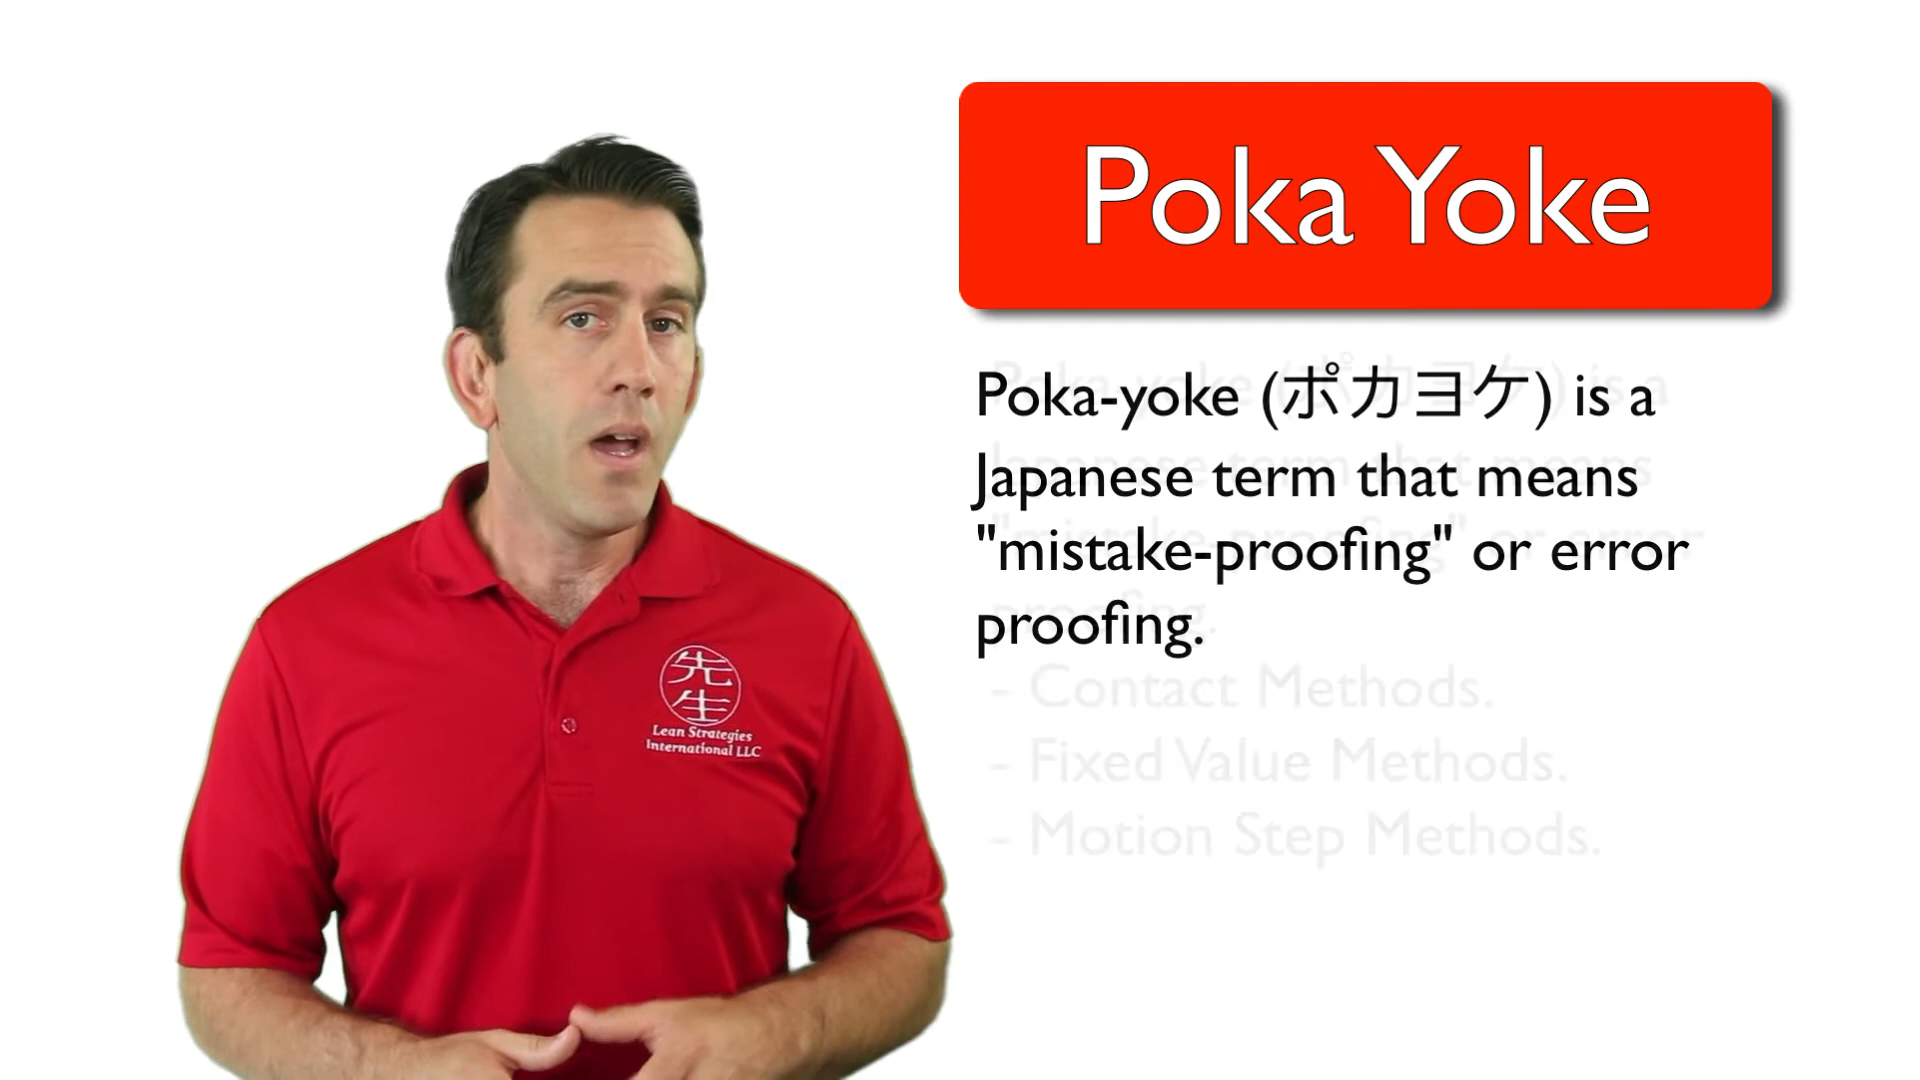 Poka Yoke
Poka-yoke (ポカヨケ) is a
Japanese term that means
"mistake-proofing" or error
proofing.
- Contact Methods.
- Fixed Value Methods.
- Motion Step Methods.
先
生
Lean Strategies
International LLC